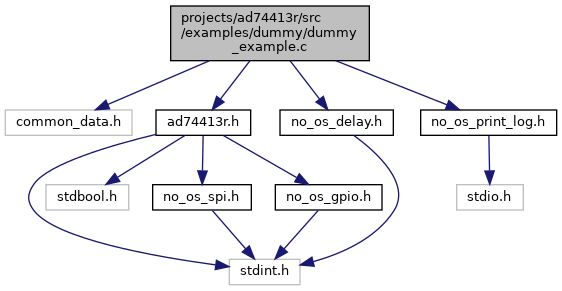 projects/ad74413r/src
/examples/dummy/dummy
_example.c
common_data.h
ad74413r.h
no_os_delay.h
no_os_print_log.h
stdbool.h
no_os_spi.h
no_os_gpio.h
stdio.h
stdint.h